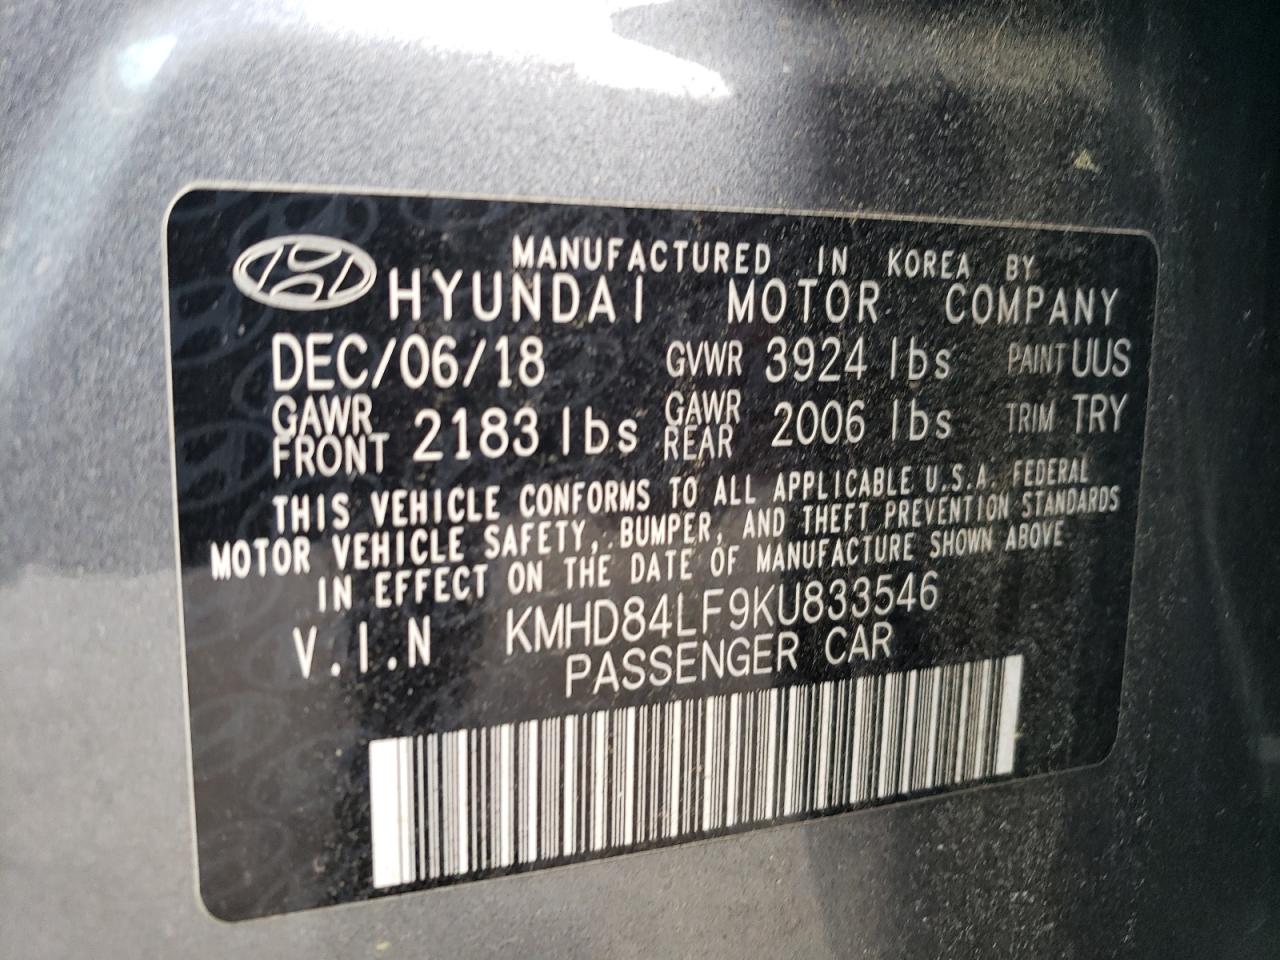 MANUFACTURED IN KOREA BY
HYUNDAI MOTOR COMPANY
DEC/06/18 GVWR 3924 lbs PAINT UUS
GAWR FRONT 2183 lbs GAWR REAR 2006 lbs TRIM TRY
THIS VEHICLE CONFORMS TO ALL APPLICABLE U.S.A. FEDERAL
MOTOR VEHICLE SAFETY, BUMPER, AND THEFT PREVENTION STANDARDS
IN EFFECT ON THE DATE OF MANUFACTURE SHOWN ABOVE
V.I.N KMHD84LF9KU833546
PASSENGER CAR